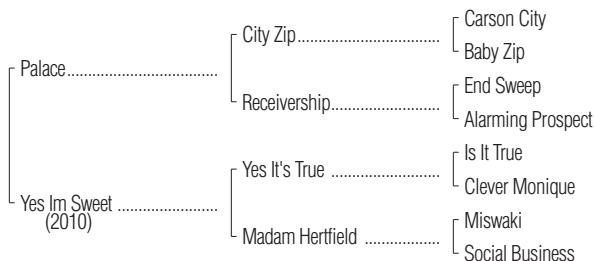 Carson City
City Zip
Baby Zip
Palace
End Sweep
Receivership
Alarming Prospect
Is It True
Yes It's True
Clever Monique
Yes Im Sweet
(2010)
Miswaki
Madam Hertfield
Social Business